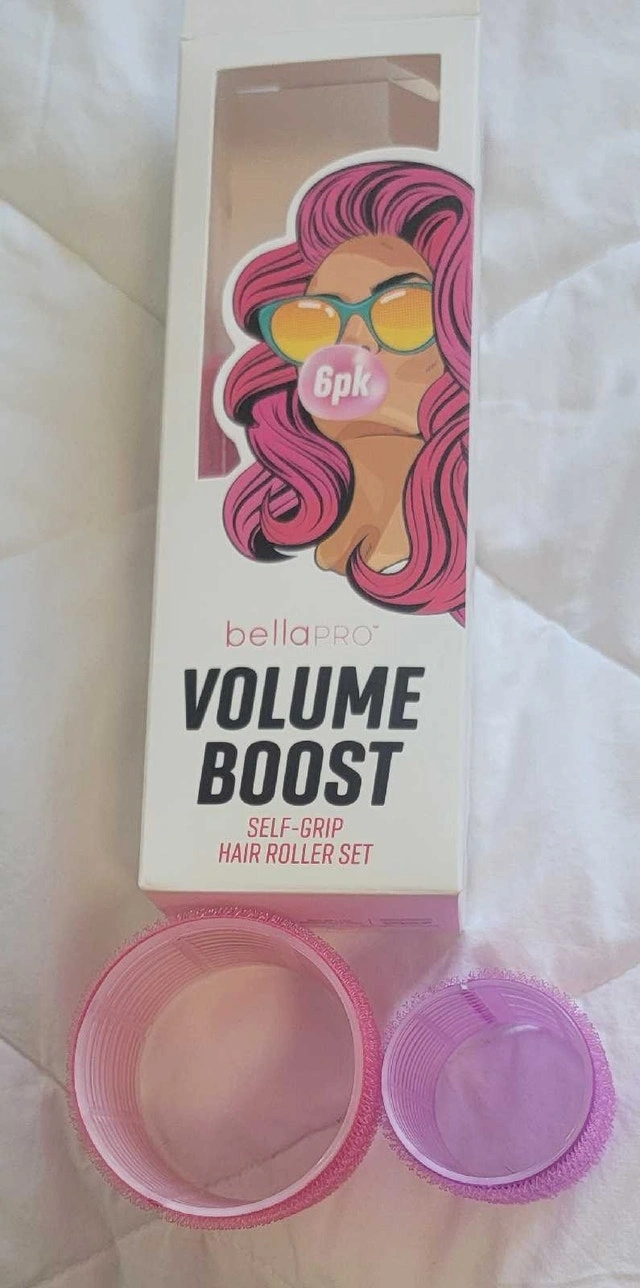 6pk
bellaPRO™
VOLUME
BOOST
SELF-GRIP
HAIR ROLLER SET